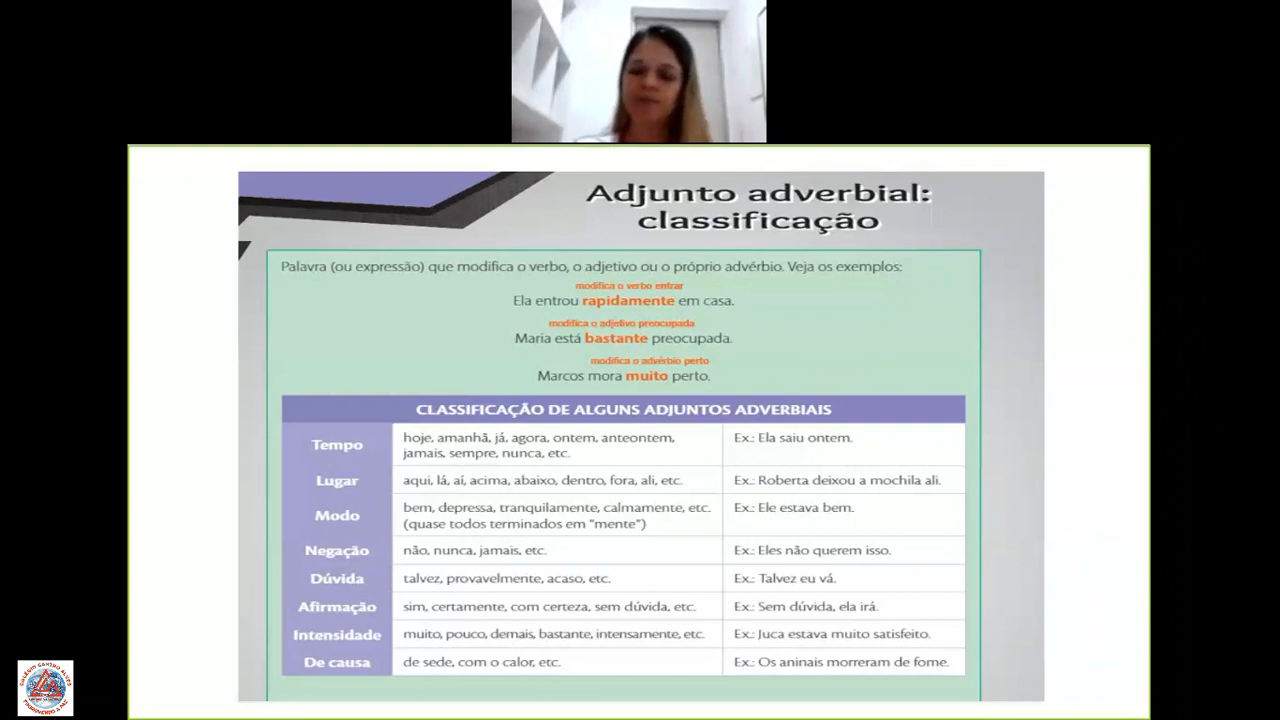 Adjunto adverbial:
classificação
Palavra (ou expressão) que modifica o verbo, o adjetivo ou o próprio advérbio. Veja os exemplos:
modifica o verbo entrar
Ela entrou rapidamente em casa.
modifica o adjetivo preocupada
Maria está bastante preocupada.
modifica o advérbio perto
Marcos mora muito perto.
CLASSIFICAÇÃO DE ALGUNS ADJUNTOS ADVERBIAIS
Tempo
hoje, amanhã, já, agora, ontem, anteontem,
jamais, sempre, nunca, etc.
Ex.: Ela saiu ontem.
Lugar
aqui, lá, aí, acima, abaixo, dentro, fora, ali, etc.
Ex.: Roberta deixou a mochila ali.
Modo
bem, depressa, tranquilamente, calmamente, etc.
(quase todos terminados em "mente")
Ex.: Ele estava bem.
Negação
não, nunca, jamais, etc.
Ex.: Eles não querem isso.
Dúvida
talvez, provavelmente, acaso, etc.
Ex.: Talvez eu vá.
Afirmação
sim, certamente, com certeza, sem dúvida, etc.
Ex.: Sem dúvida, ela irá.
Intensidade
muito, pouco, demais, bastante, intensamente, etc.
Ex.: Juca estava muito satisfeito.
De causa
de sede, com o calor, etc.
Ex.: Os aninais morreram de fome.
COLÉGIO CASTRO ALVES